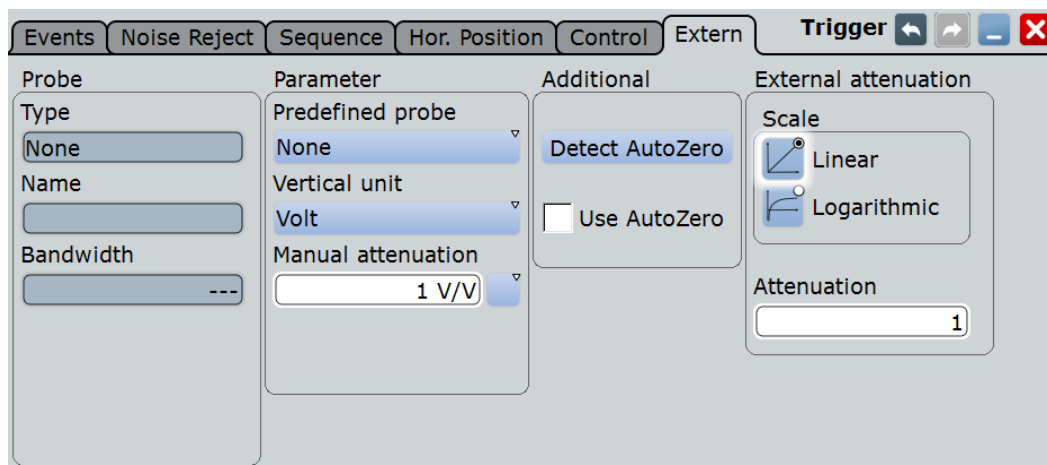 Events Noise Reject Sequence Hor. Position Control Extern Trigger
Probe
Type
None
Name
Bandwidth
---
Parameter
Predefined probe
None
Vertical unit
Volt
Manual attenuation
1 V/V
Additional
Detect AutoZero
Use AutoZero
External attenuation
Scale
Linear
Logarithmic
Attenuation
1